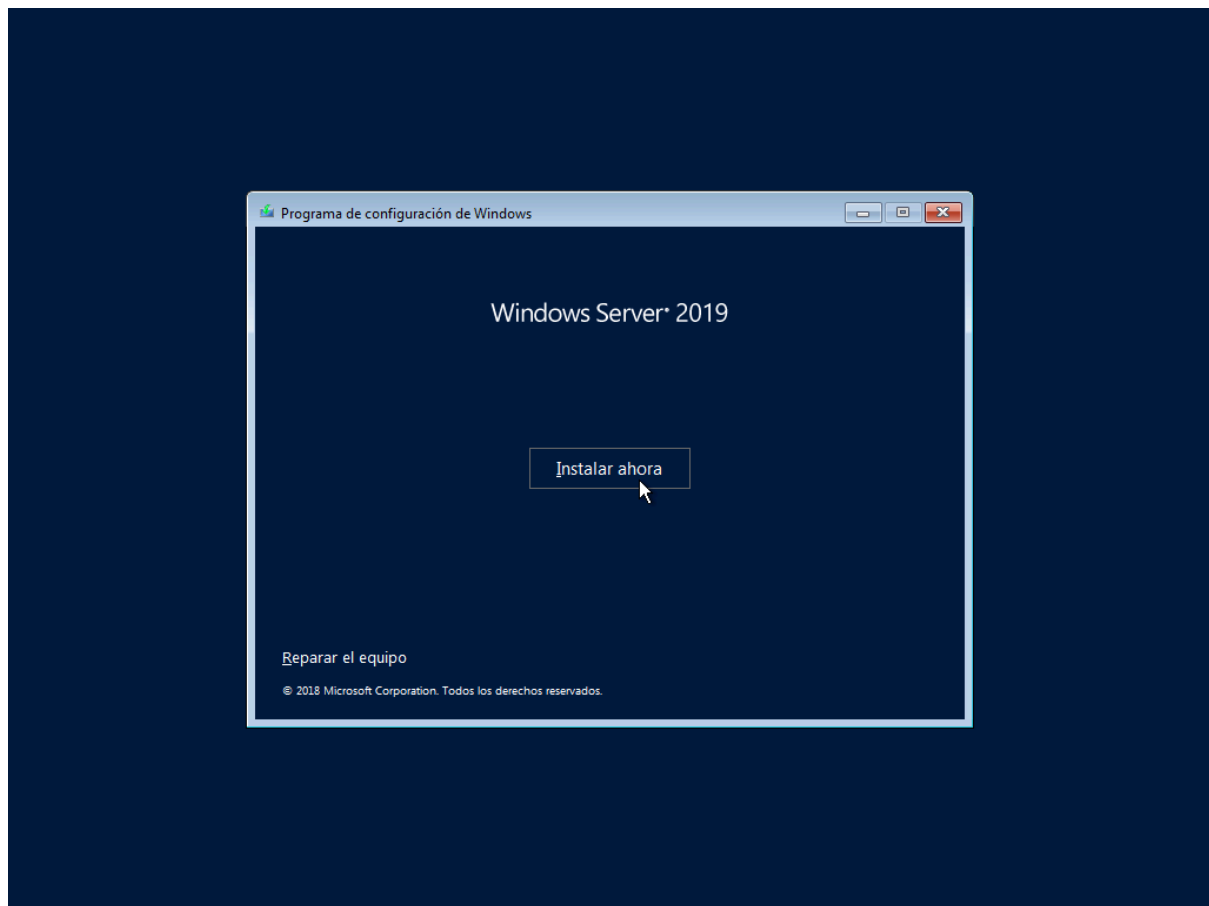 Programa de configuración de Windows
Windows Server® 2019
Instalar ahora
Reparar el equipo
© 2018 Microsoft Corporation. Todos los derechos reservados.